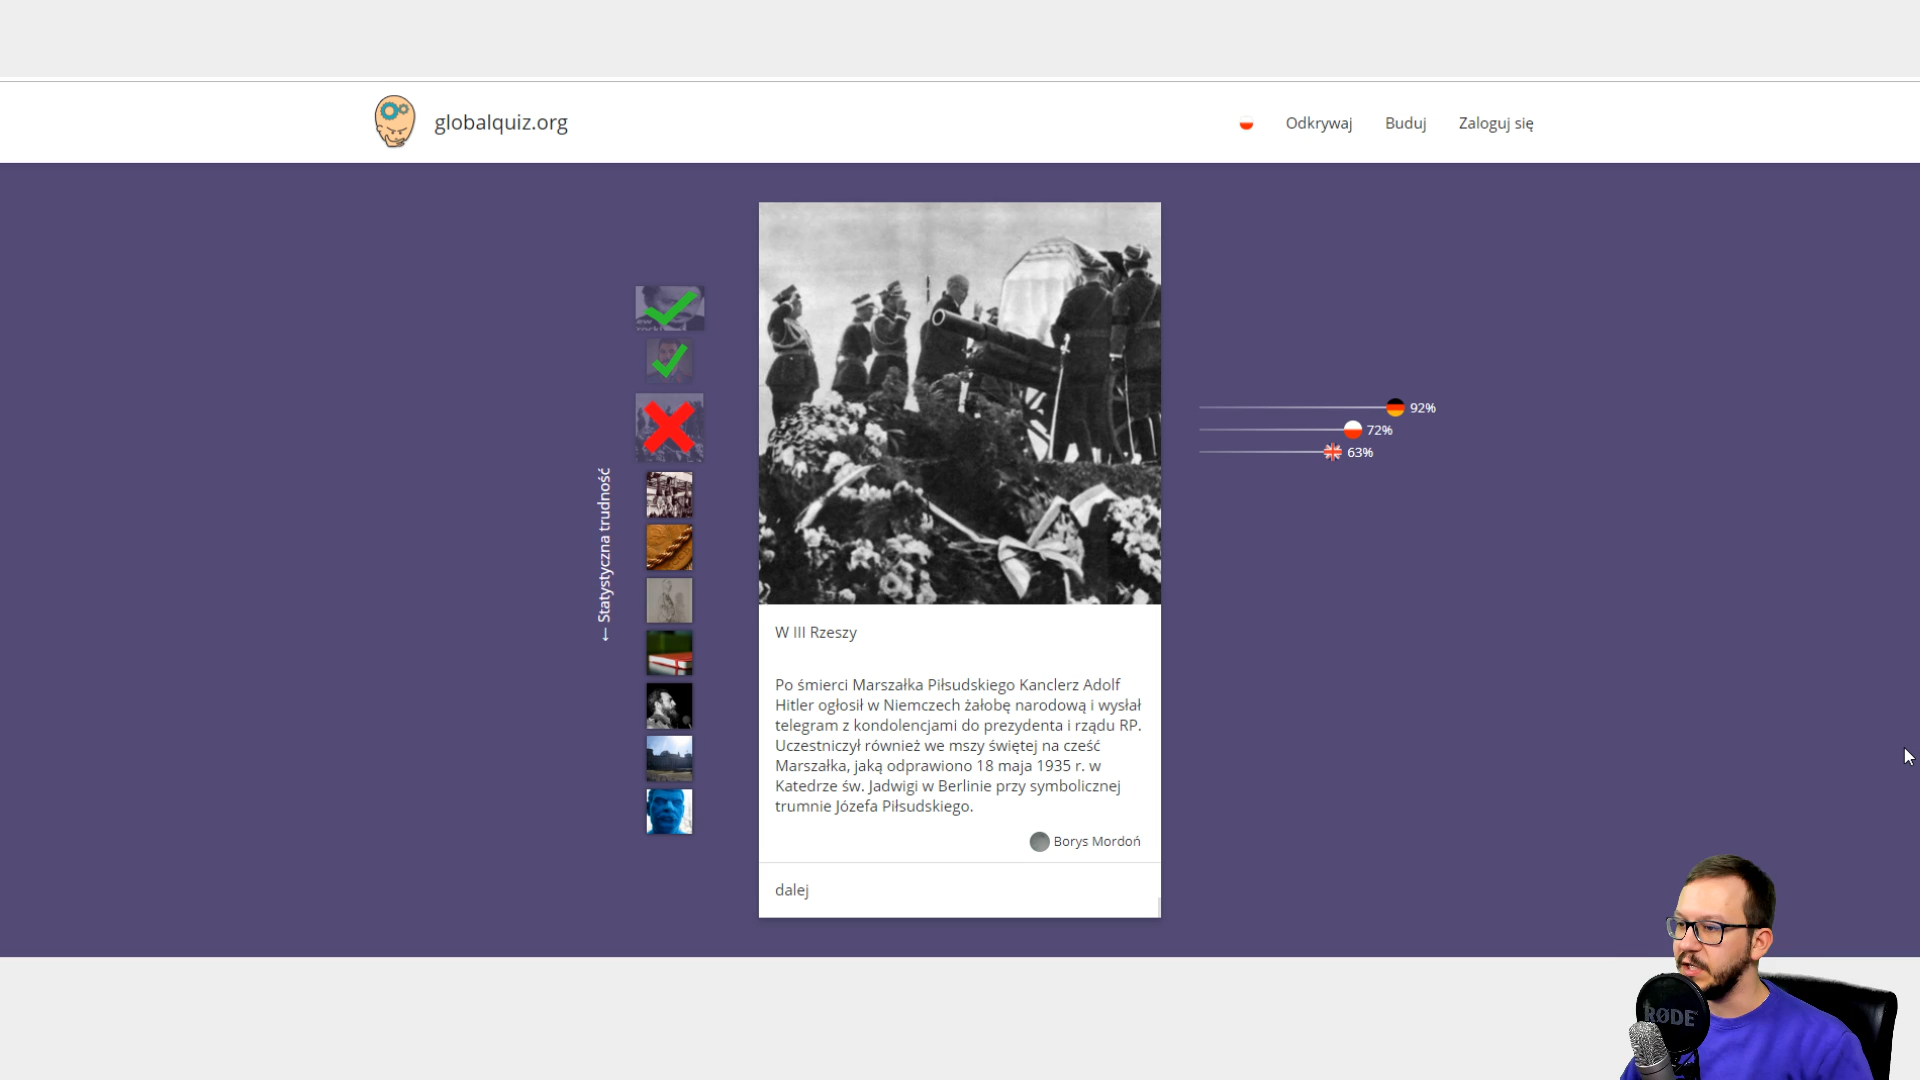 globalquiz.org
Odkrywaj
Buduj
Zaloguj się
← Statystyczna trudność
92%
72%
63%
W III Rzeszy
Po śmierci Marszałka Piłsudskiego Kanclerz Adolf
Hitler ogłosił w Niemczech żałobę narodową i wysłał
telegram z kondolencjami do prezydenta i rządu RP.
Uczestniczył również we mszy świętej na cześć
Marszałka, jaką odprawiono 18 maja 1935 r. w
Katedrze św. Jadwigi w Berlinie przy symbolicznej
trumnie Józefa Piłsudskiego.
Borys Mordoń
dalej
RØDE